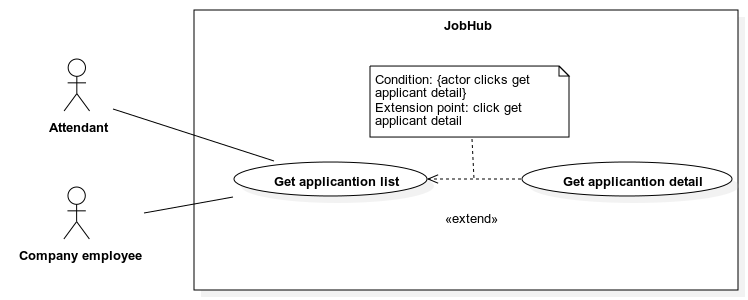 JobHub
Condition: {actor clicks get
applicant detail}
Extension point: click get
applicant detail
Attendant
Get applicantion list
Get applicantion detail
«extend»
Company employee